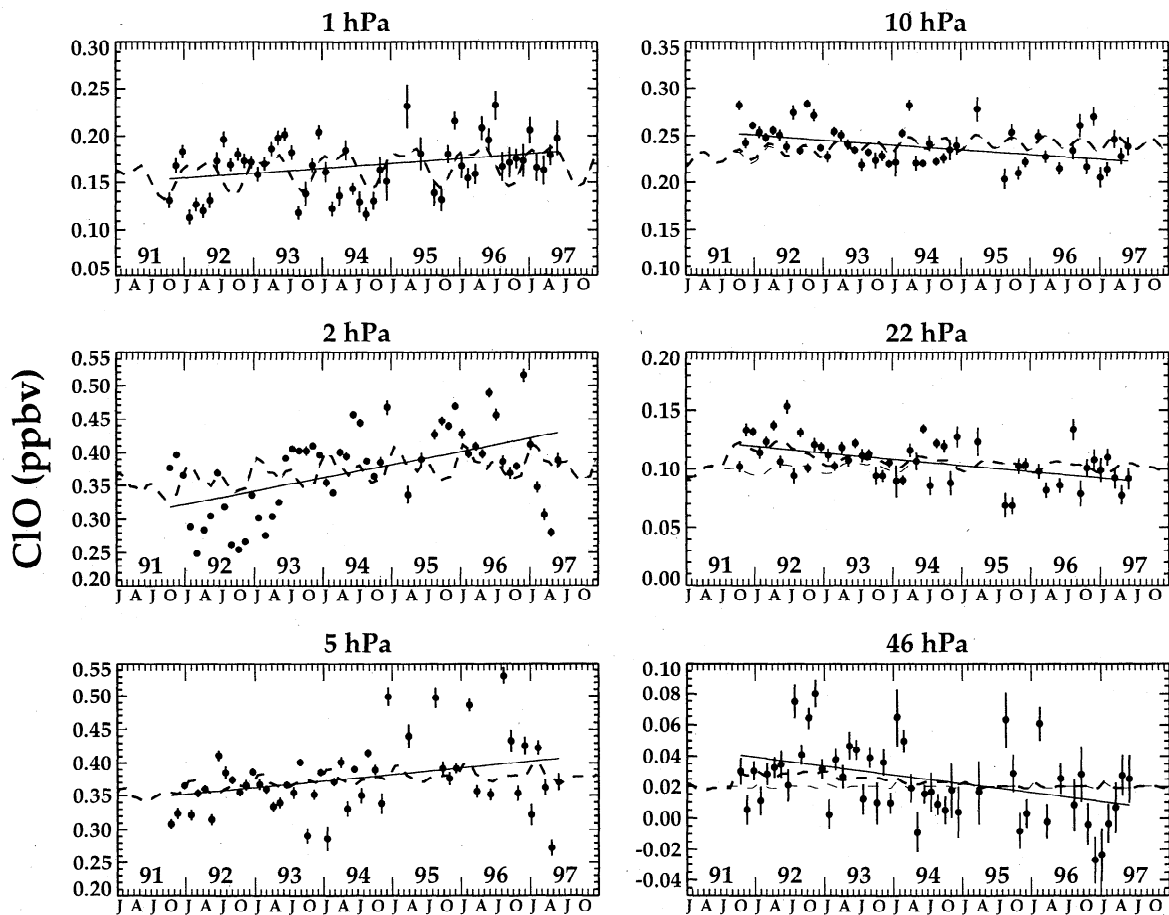 ClO (ppbv)
1 hPa
0.30
0.25
0.20
0.15
0.10
0.05
91 92 93 94 95 96 97
J A J O J A J O J A J O J A J O J A J O J A J O J A J O
10 hPa
0.35
0.30
0.25
0.20
0.15
0.10
91 92 93 94 95 96 97
J A J O J A J O J A J O J A J O J A J O J A J O J A J O
2 hPa
0.55
0.50
0.45
0.40
0.35
0.30
0.25
0.20
91 92 93 94 95 96 97
J A J O J A J O J A J O J A J O J A J O J A J O J A J O
22 hPa
0.20
0.15
0.10
0.05
0.00
91 92 93 94 95 96 97
J A J O J A J O J A J O J A J O J A J O J A J O J A J O
5 hPa
0.55
0.50
0.45
0.40
0.35
0.30
0.25
0.20
91 92 93 94 95 96 97
J A J O J A J O J A J O J A J O J A J O J A J O J A J O
46 hPa
0.10
0.08
0.06
0.04
0.02
0.00
-0.02
-0.04
91 92 93 94 95 96 97
J A J O J A J O J A J O J A J O J A J O J A J O J A J O